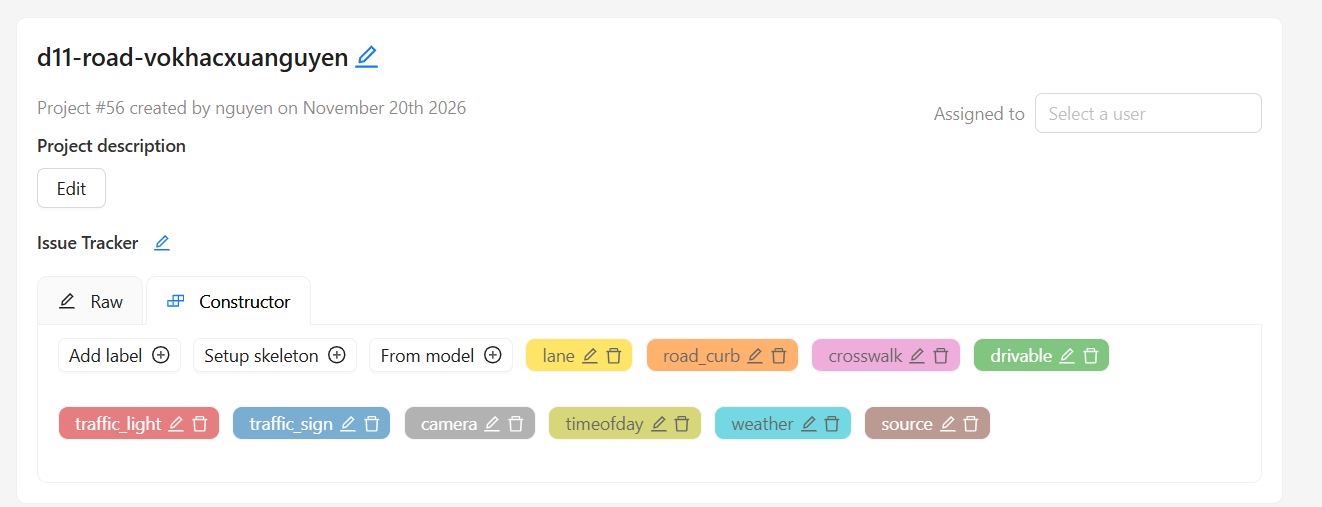 d11-road-vokhacxuanguyen
Project #56 created by nguyen on November 20th 2026
Assigned to Select a user
Project description
Edit
Issue Tracker
Raw Constructor
Add label Setup skeleton From model lane road_curb crosswalk drivable
traffic_light traffic_sign camera timeofday weather source